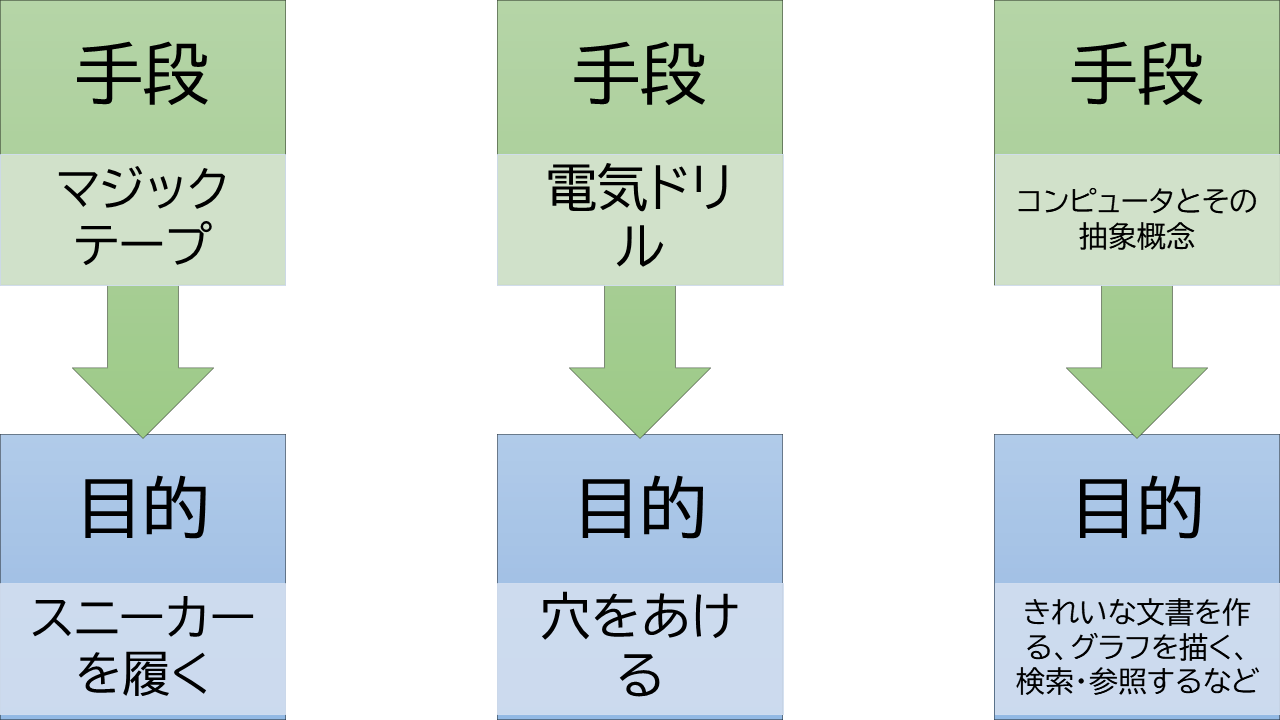 手段
マジック
テープ
目的
スニーカー
を履く
手段
電気ドリ
ル
目的
穴をあけ
る
手段
コンピュータとその
抽象概念
目的
きれいな文書を作
る、グラフを描く、
検索・参照するなど